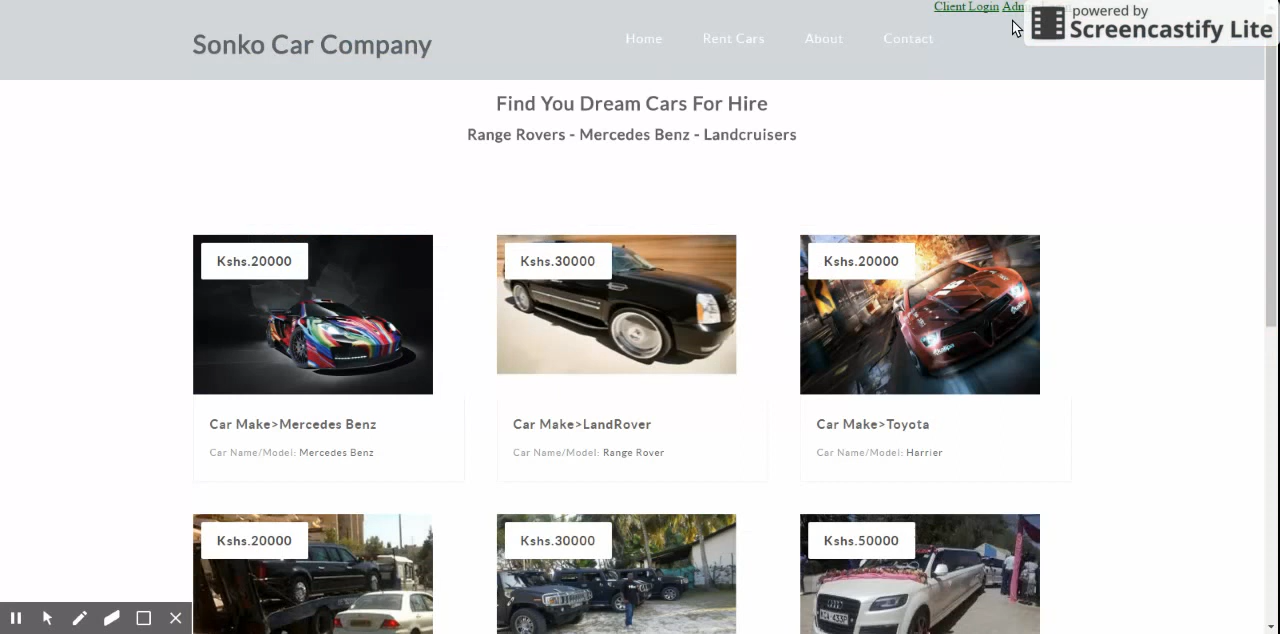 Client Login
powered by
Screencastify Lite
Sonko Car Company
Home
Rent Cars
About
Contact
Find You Dream Cars For Hire
Range Rovers - Mercedes Benz - Landcruisers
Kshs.20000
Kshs.30000
Kshs.20000
Car Make>Mercedes Benz
Car Name/Model: Mercedes Benz
Car Make>LandRover
Car Name/Model: Range Rover
Car Make>Toyota
Car Name/Model: Harrier
Kshs.20000
Kshs.30000
Kshs.50000